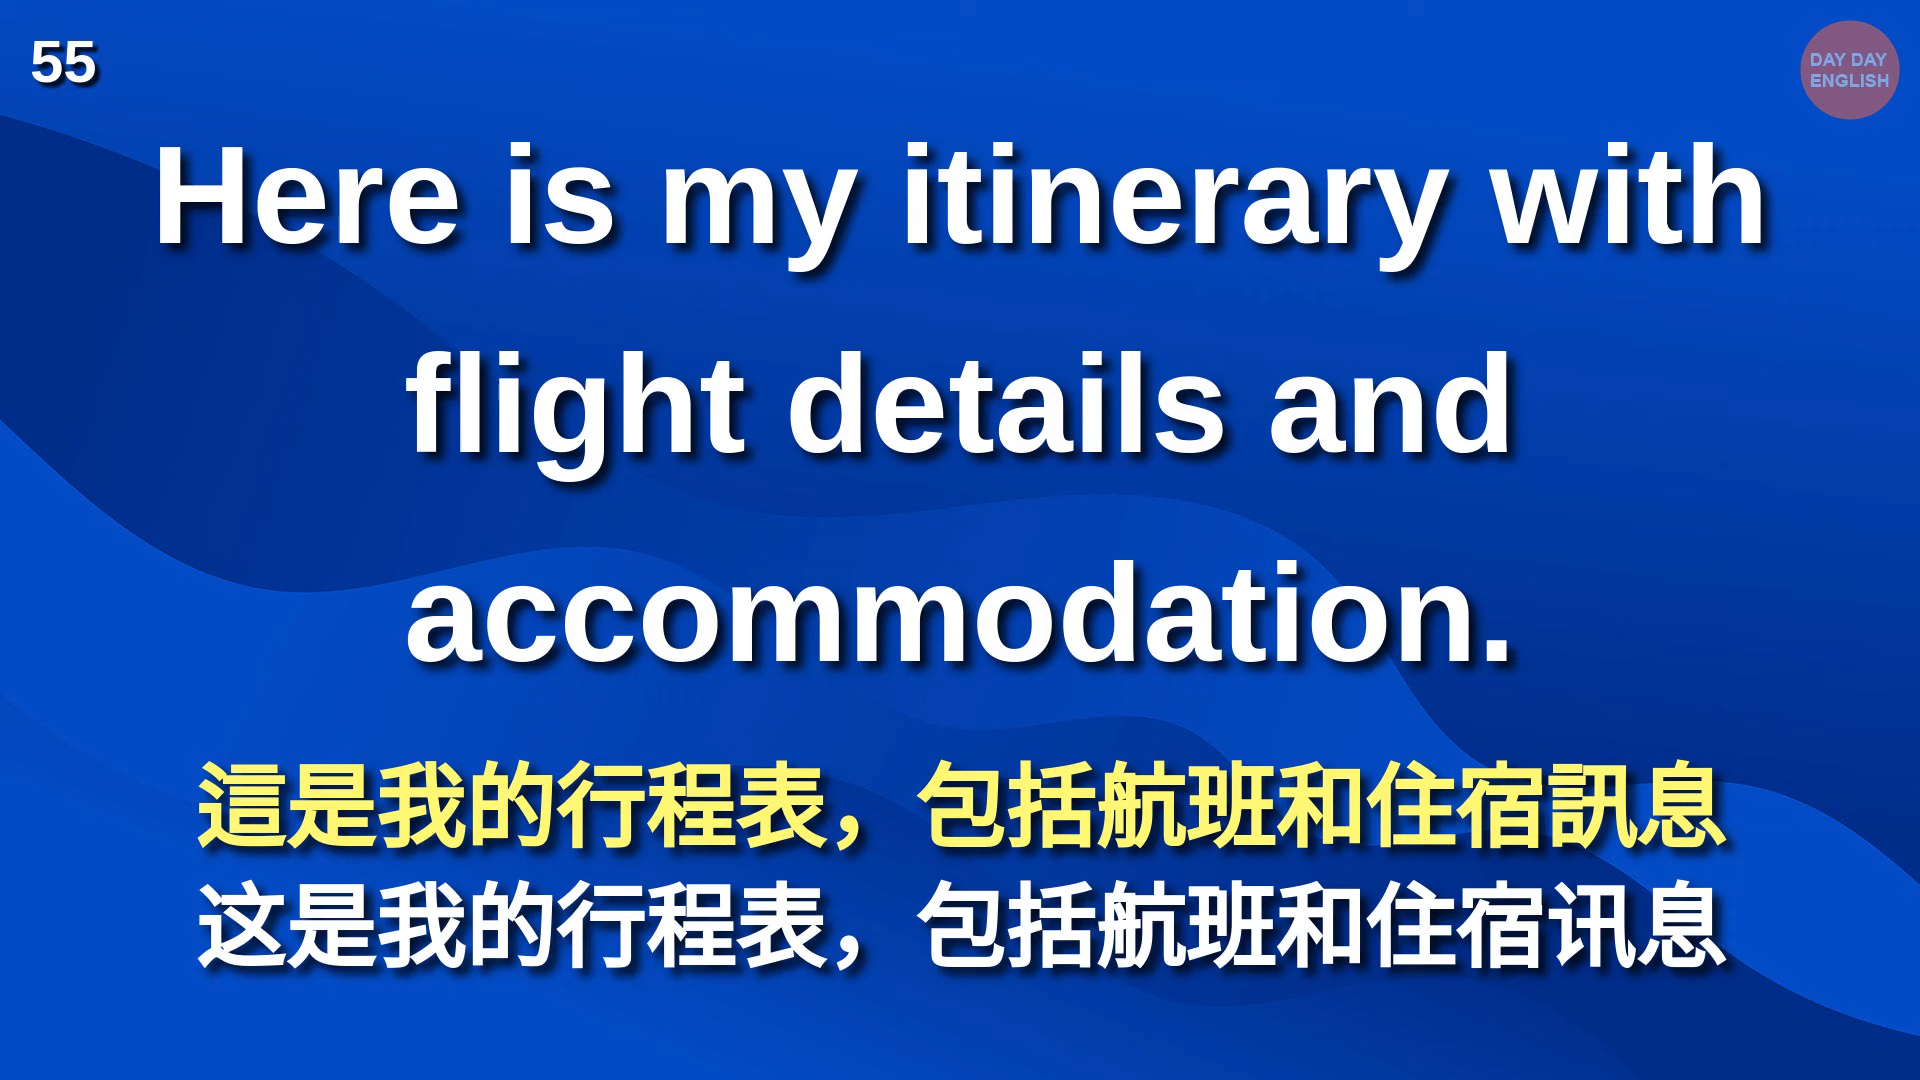 55
DAY DAY
ENGLISH
Here is my itinerary with
flight details and
accommodation.
這是我的行程表，包括航班和住宿訊息
这是我的行程表，包括航班和住宿讯息